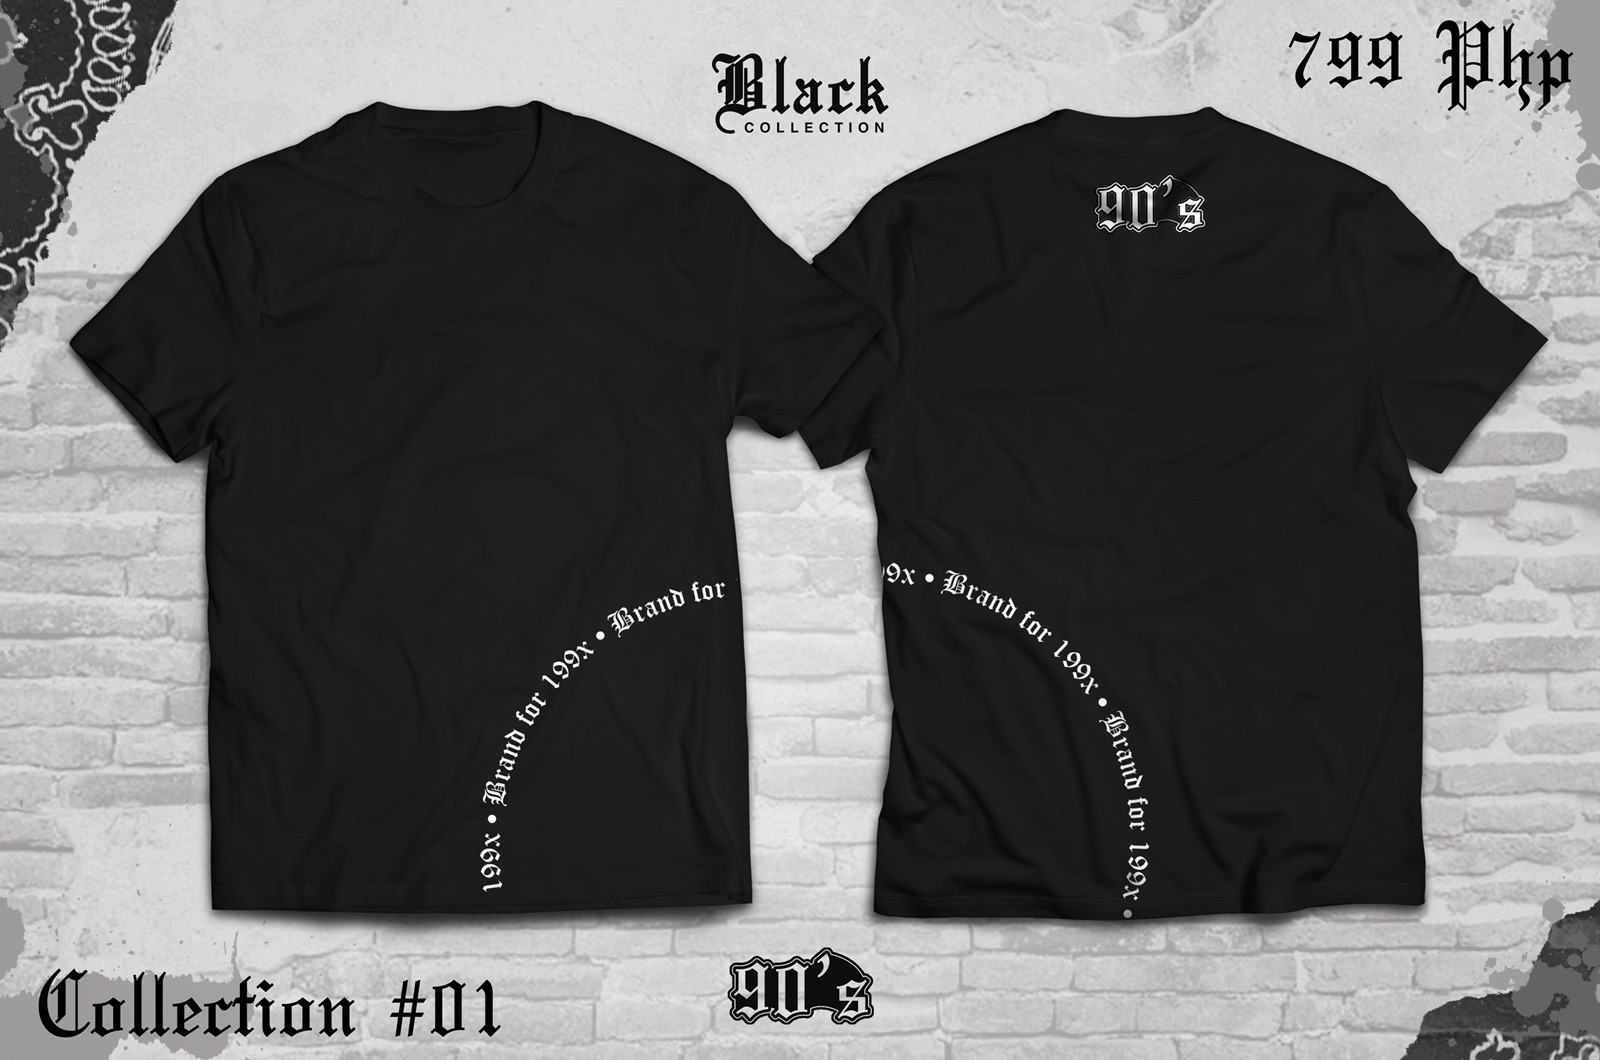 Black
COLLECTION
799 Php
90's
199x • Brand for 199x • Brand for
99x • Brand for 199x • Brand for 199x •
Collection #01
90's